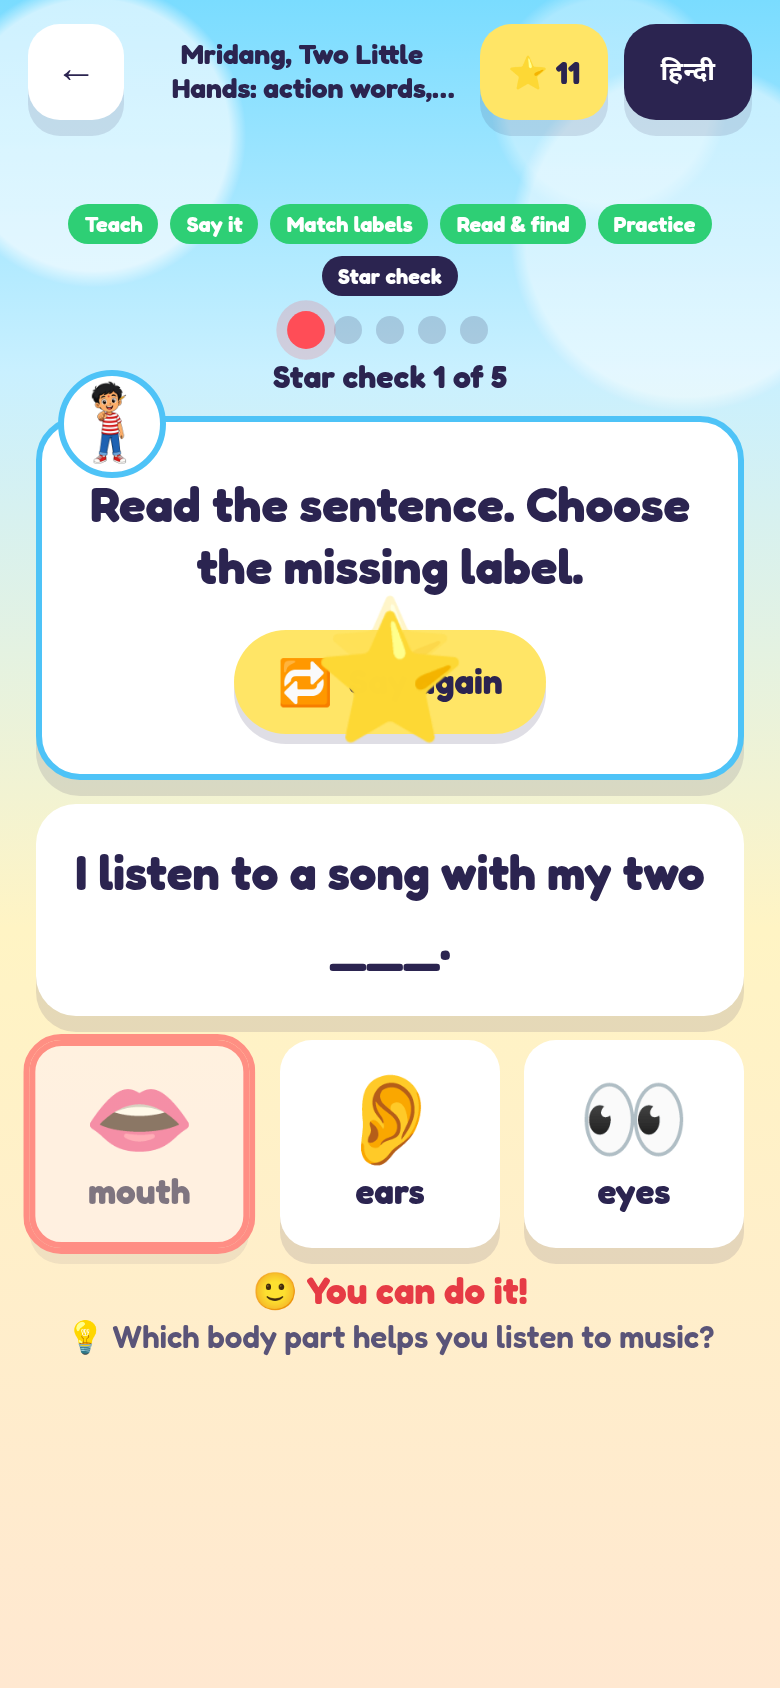 Mridang, Two Little
Hands: action words,...
11
हिन्दी
Teach
Say it
Match labels
Read & find
Practice
Star check
Star check 1 of 5
Read the sentence. Choose
the missing label.
I listen to a song with my two
___.
mouth
ears
eyes
You can do it!
Which body part helps you listen to music?